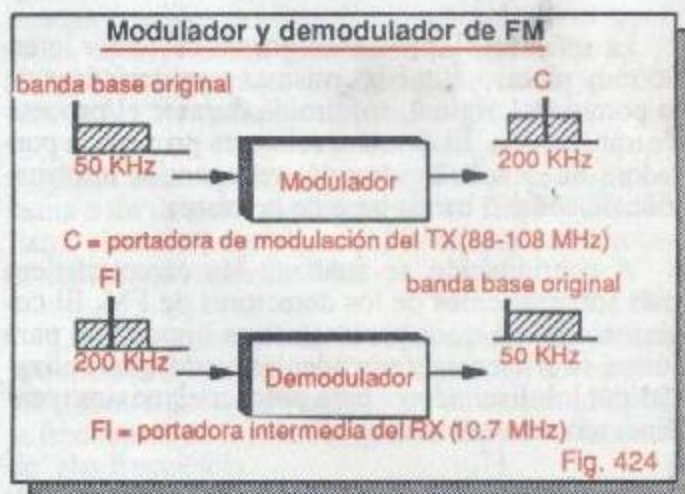 Modulador y demodulador de FM
C
banda base original
50 KHz
Modulador
200 KHz
C = portadora de modulación del TX (88-108 MHz)
FI
banda base original
200 KHz
Demodulador
50 KHz
FI = portadora intermedia del RX (10.7 MHz)
Fig. 424